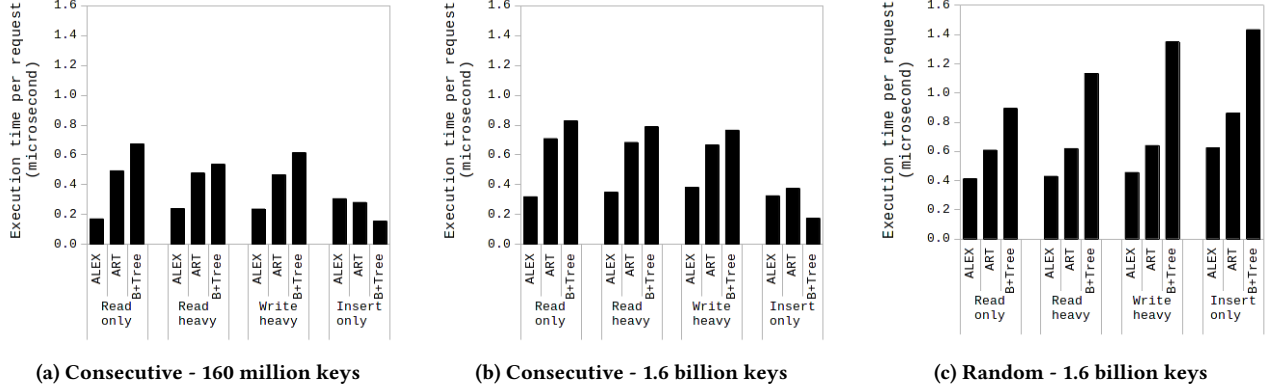 Execution time per request
(microsecond)
1.6
1.4
1.2
1.0
0.8
0.6
0.4
0.2
0.0
ALEX
ART
B+Tree
ALEX
ART
B+Tree
ALEX
ART
B+Tree
ALEX
ART
B+Tree
Read
only
Read
heavy
Write
heavy
Insert
only
(a) Consecutive - 160 million keys
Execution time per request
(microsecond)
1.6
1.4
1.2
1.0
0.8
0.6
0.4
0.2
0.0
ALEX
ART
B+Tree
ALEX
ART
B+Tree
ALEX
ART
B+Tree
ALEX
ART
B+Tree
Read
only
Read
heavy
Write
heavy
Insert
only
(b) Consecutive - 1.6 billion keys
Execution time per request
(microsecond)
1.6
1.4
1.2
1.0
0.8
0.6
0.4
0.2
0.0
ALEX
ART
B+Tree
ALEX
ART
B+Tree
ALEX
ART
B+Tree
ALEX
ART
B+Tree
Read
only
Read
heavy
Write
heavy
Insert
only
(c) Random - 1.6 billion keys